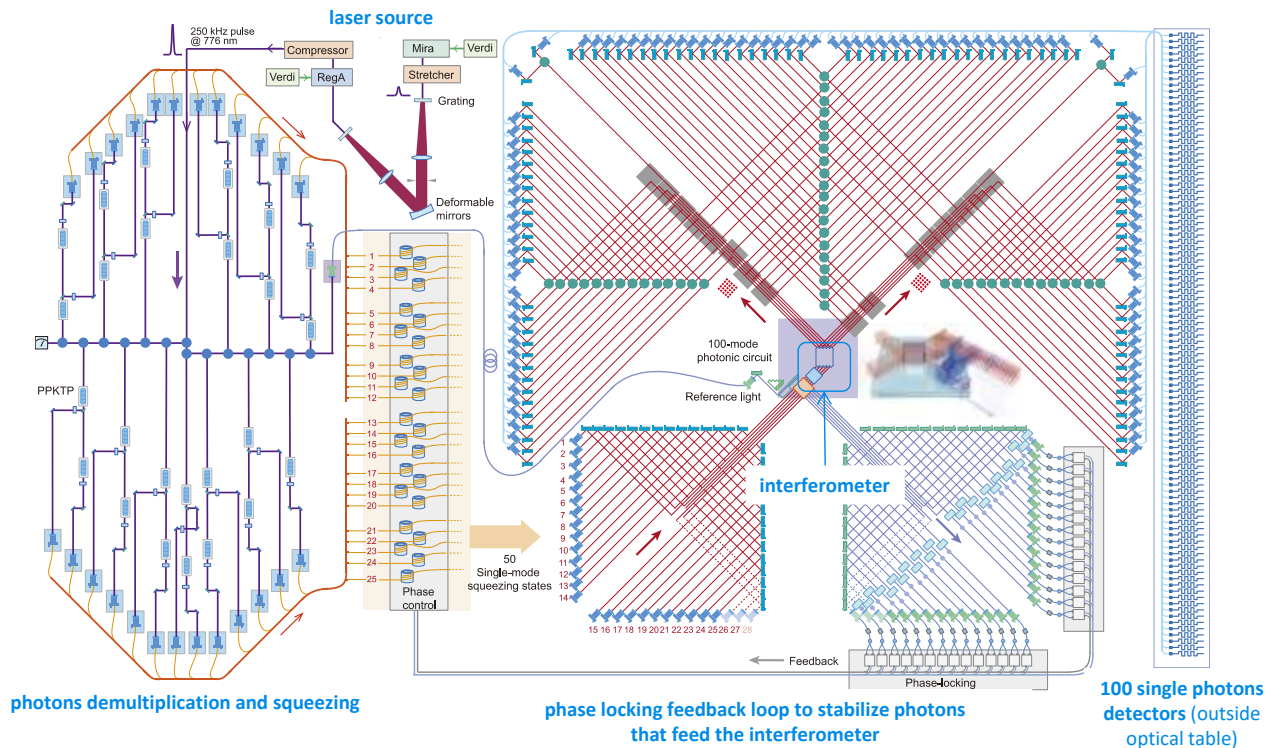 laser source
250 kHz pulse
@ 776 nm
Compressor
Verdi
RegA
Mira
Verdi
Stretcher
Grating
Deformable
mirrors
PPKTP
1
2
3
4
5
6
7
8
9
10
11
12
13
14
15
16
17
18
19
20
21
22
23
24
25
Phase
control
50
Single-mode
squeezing states
100-mode
photonic circuit
Reference light
interferometer
1
2
3
4
5
6
7
8
9
10
11
12
13
14
15 16 17 18 19 20 21 22 23 24 25 26 27 28
Feedback
Phase-locking
photons demultiplication and squeezing
phase locking feedback loop to stabilize photons
that feed the interferometer
100 single photons
detectors (outside
optical table)